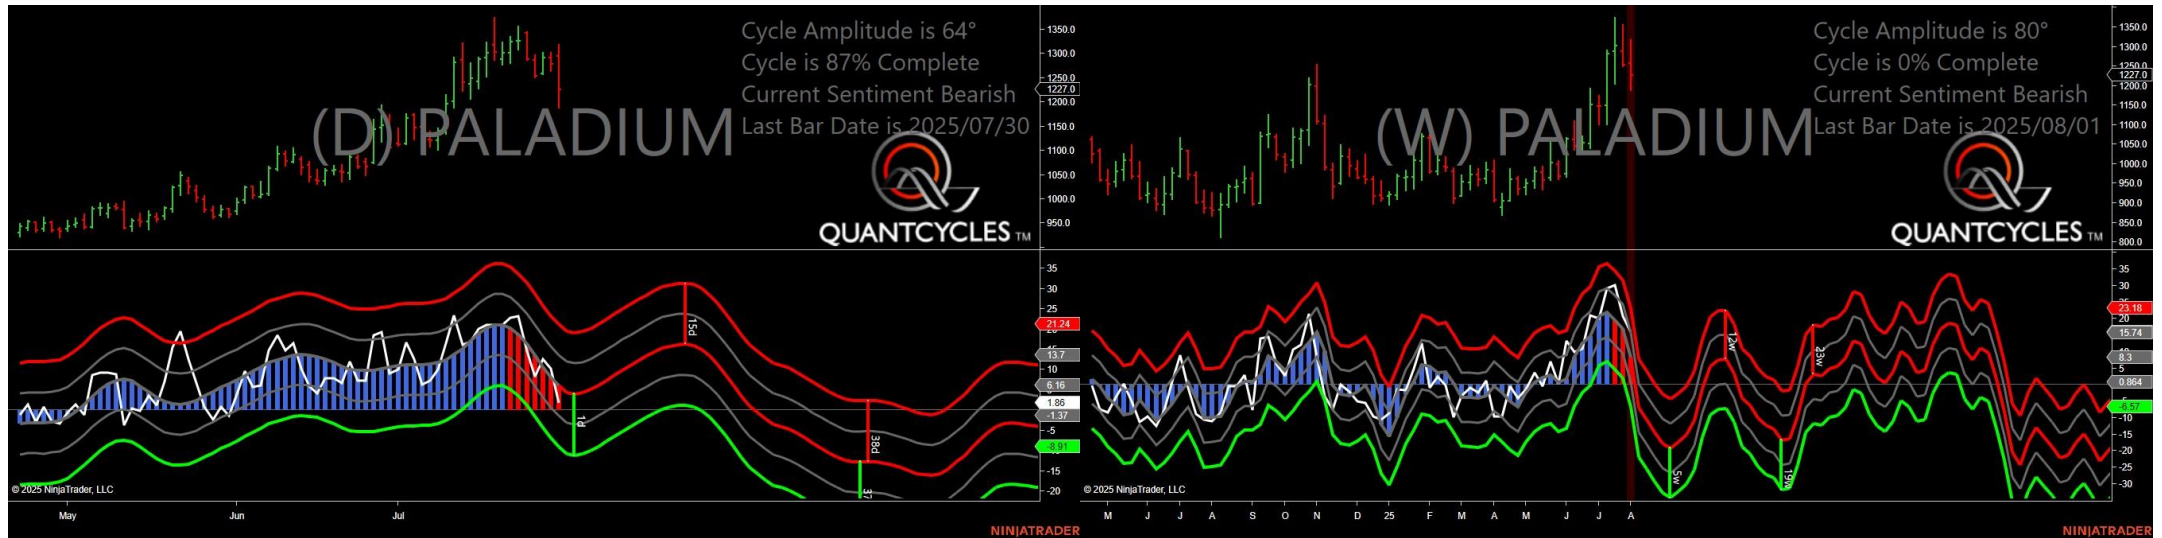 Cycle Amplitude is 64°
Cycle is 87% Complete
Current Sentiment Bearish
Last Bar Date is 2025/07/30
(D) PALADIUM
QUANTCYCLES TM
1350.0
1300.0
1250.0
1227.0
1200.0
1150.0
1100.0
1050.0
1000.0
950.0
35
30
25
21.24
15
13.7
10
6.16
1.86
-1.37
-5
-8.91
-15
-20
15d
1d
38d
37
© 2025 NinjaTrader, LLC
May Jun Jul
NINJATRADER
Cycle Amplitude is 80°
Cycle is 0% Complete
Current Sentiment Bearish
Last Bar Date is 2025/08/01
(W) PALADIUM
QUANTCYCLES TM
1350.0
1300.0
1250.0
1227.0
1200.0
1150.0
1100.0
1050.0
1000.0
950.0
900.0
850.0
800.0
35
30
23.18
20
15.74
8.3
5
0.864
-6.57
-10
-15
-20
-25
-30
12w
23w
5w
19w
© 2025 NinjaTrader, LLC
M J J A S O N D 25 F M A M J J A
NINJATRADER